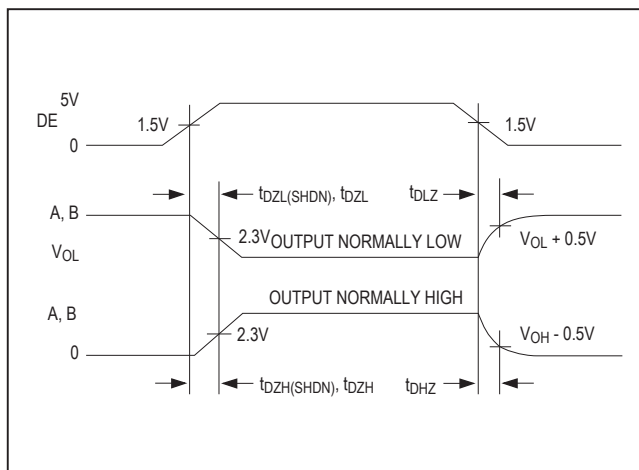 5V
DE
1.5V
1.5V
0
tDZL(SHDN), tDZL
tDLZ
A, B
2.3V
OUTPUT NORMALLY LOW
VOL + 0.5V
VOL
OUTPUT NORMALLY HIGH
A, B
2.3V
VOH - 0.5V
0
tDZH(SHDN), tDZH
tDHZ